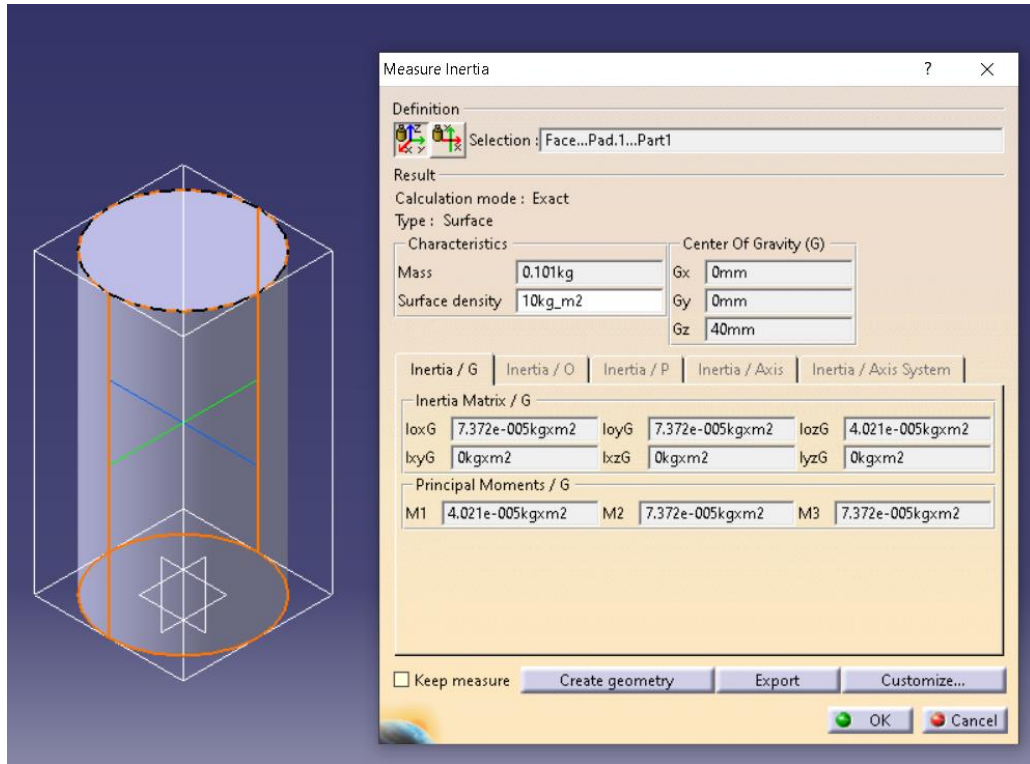 Measure Inertia ? ×
Definition
Selection : Face...Pad.1...Part1
Result
Calculation mode : Exact
Type : Surface
Characteristics
Mass 0.101kg
Surface density 10kg_m2
Center Of Gravity (G)
Gx 0mm
Gy 0mm
Gz 40mm
Inertia / G Inertia / O Inertia / P Inertia / Axis Inertia / Axis System
Inertia Matrix / G
IoxG 7.372e-005kgxm2 IoyG 7.372e-005kgxm2 IozG 4.021e-005kgxm2
IxyG 0kgxm2 IxzG 0kgxm2 IyzG 0kgxm2
Principal Moments / G
M1 4.021e-005kgxm2 M2 7.372e-005kgxm2 M3 7.372e-005kgxm2
Keep measure Create geometry Export Customize...
OK Cancel